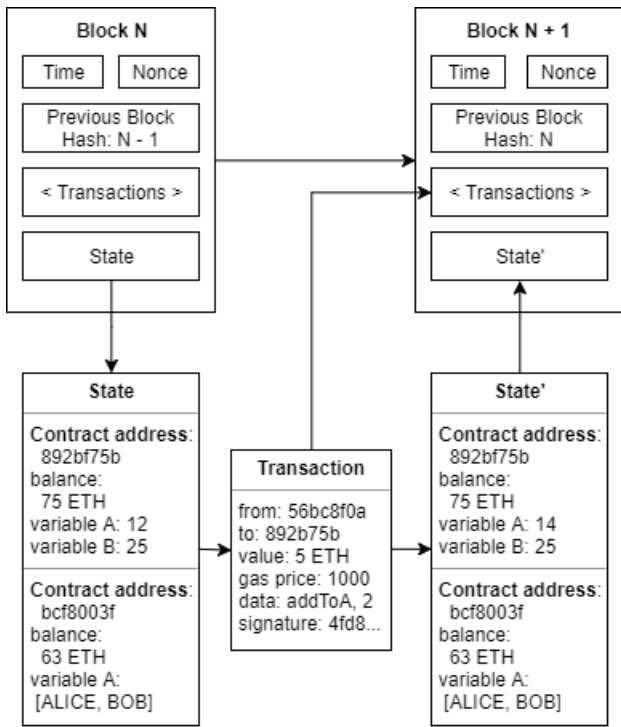 Block N
Time
Nonce
Previous Block
Hash: N - 1
< Transactions >
State
Block N + 1
Time
Nonce
Previous Block
Hash: N
< Transactions >
State'
State
Contract address:
892bf75b
balance:
75 ETH
variable A: 12
variable B: 25
Contract address:
bcf8003f
balance:
63 ETH
variable A:
[ALICE, BOB]
Transaction
from: 56bc8f0a
to: 892b75b
value: 5 ETH
gas price: 1000
data: addToA, 2
signature: 4fd8...
State'
Contract address:
892bf75b
balance:
75 ETH
variable A: 14
variable B: 25
Contract address:
bcf8003f
balance:
63 ETH
variable A:
[ALICE, BOB]